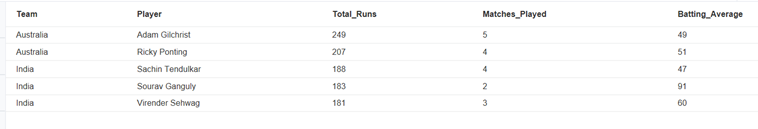 Team Player Total_Runs Matches_Played Batting_Average
Australia Adam Gilchrist 249 5 49
Australia Ricky Ponting 207 4 51
India Sachin Tendulkar 188 4 47
India Sourav Ganguly 183 2 91
India Virender Sehwag 181 3 60